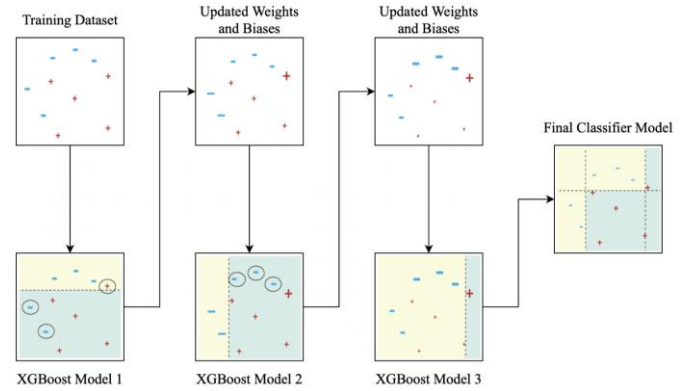 Training Dataset
Updated Weights
and Biases
Updated Weights
and Biases
Final Classifier Model
XGBoost Model 1
XGBoost Model 2
XGBoost Model 3